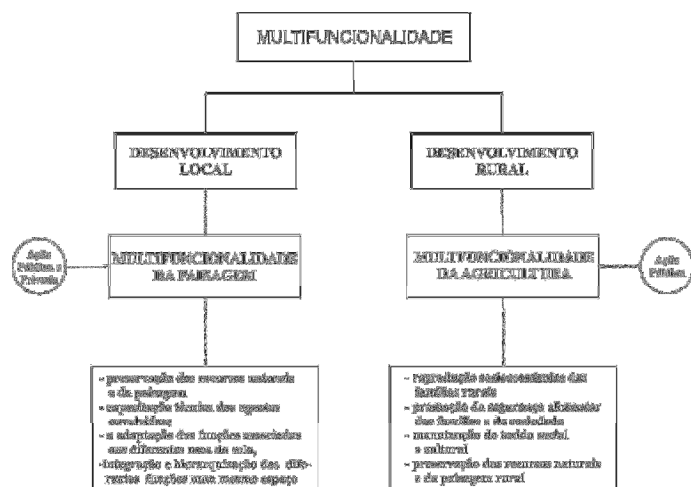 MULTIFUNCIONALIDADE
DESENVOLVIMENTO
LOCAL
DESENVOLVIMENTO
RURAL
Ação
Pública e
Privada
MULTIFUNCIONALIDADE
DA PAISAGEM
MULTIFUNCIONALIDADE
DA AGRICULTURA
Ação
Pública
- preservação dos recursos naturais
e da paisagem
- capacitação técnica dos agentes
envolvidos;
- a adaptação das funções associadas
aos diferentes usos do solo,
-integração e hierarquização das dife-
rentes funções num mesmo espaço
- reprodução socioeconômica das
famílias rurais
- promoção da segurança alimentar
das famílias e da sociedade
- manutenção do tecido social
e cultural
- preservação dos recursos naturais
e da paisagem rural